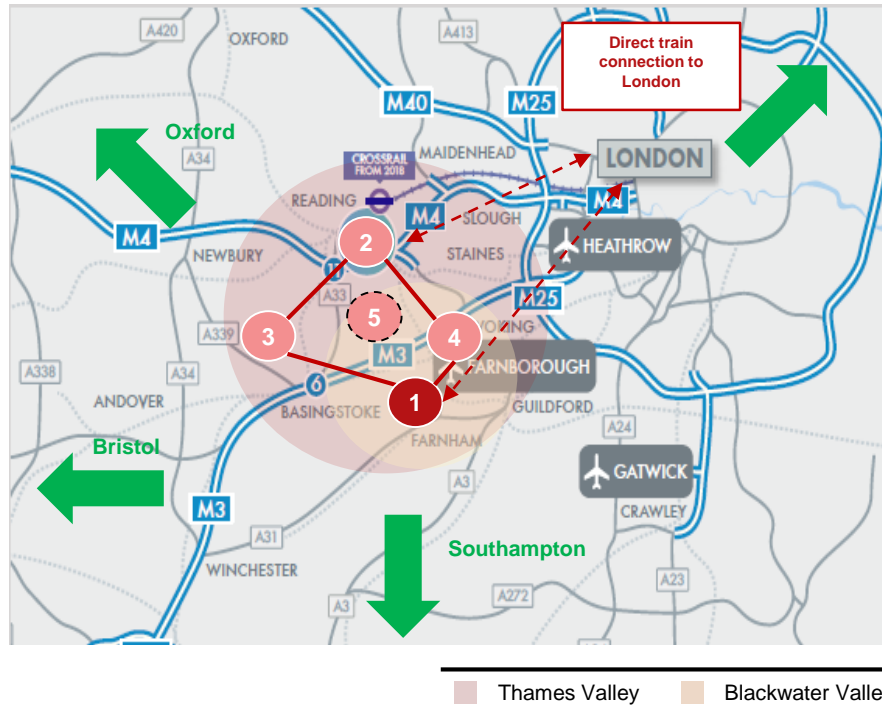 A420
OXFORD
A413
M40
M25
Direct train
connection to
London
Oxford
A34
CROSSRAIL
FROM 2018
MAIDENHEAD
LONDON
READING
M4
SLOUGH
M4
M4
2
STAINES
HEATHROW
NEWBURY
11
A33
M25
5
3
4
A339
M3
FARNBOROUGH
A338
A34
6
1
ANDOVER
BASINGSTOKE
GUILDFORD
A24
Bristol
FARNHAM
A3
GATWICK
M3
CRAWLEY
A31
Southampton
WINCHESTER
A23
A272
A3
Thames Valley
Blackwater Valle